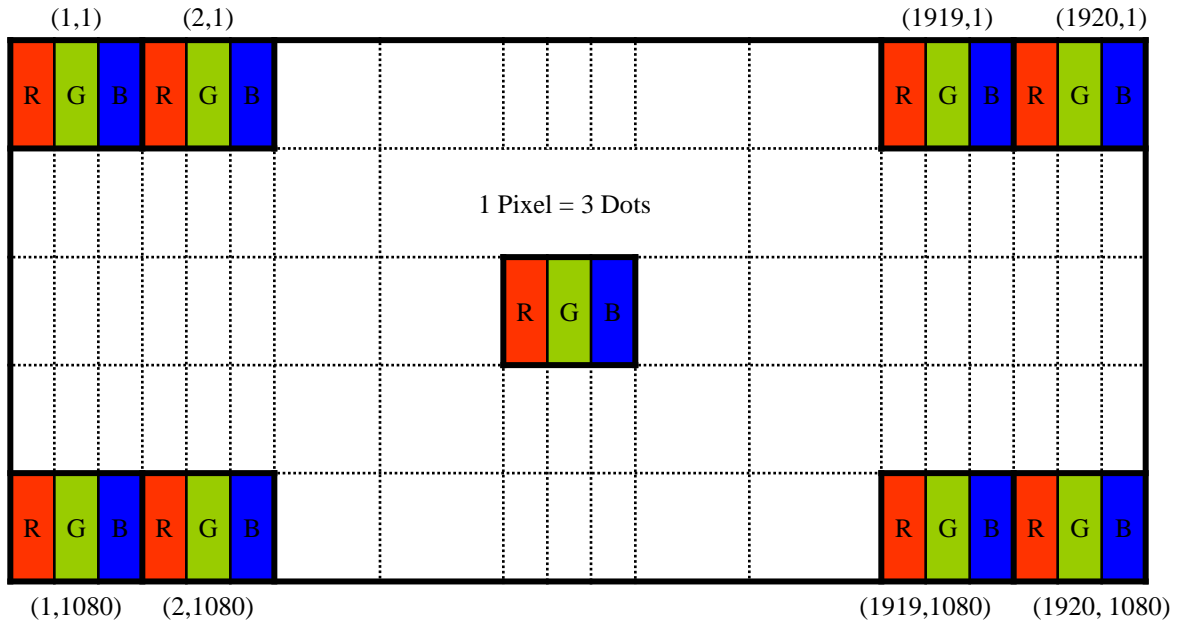 (1,1) (2,1) (1919,1) (1920,1)
R G B R G B R G B R G B
1 Pixel = 3 Dots
R G B
R G B R G B R G B R G B
(1,1080) (2,1080) (1919,1080) (1920, 1080)